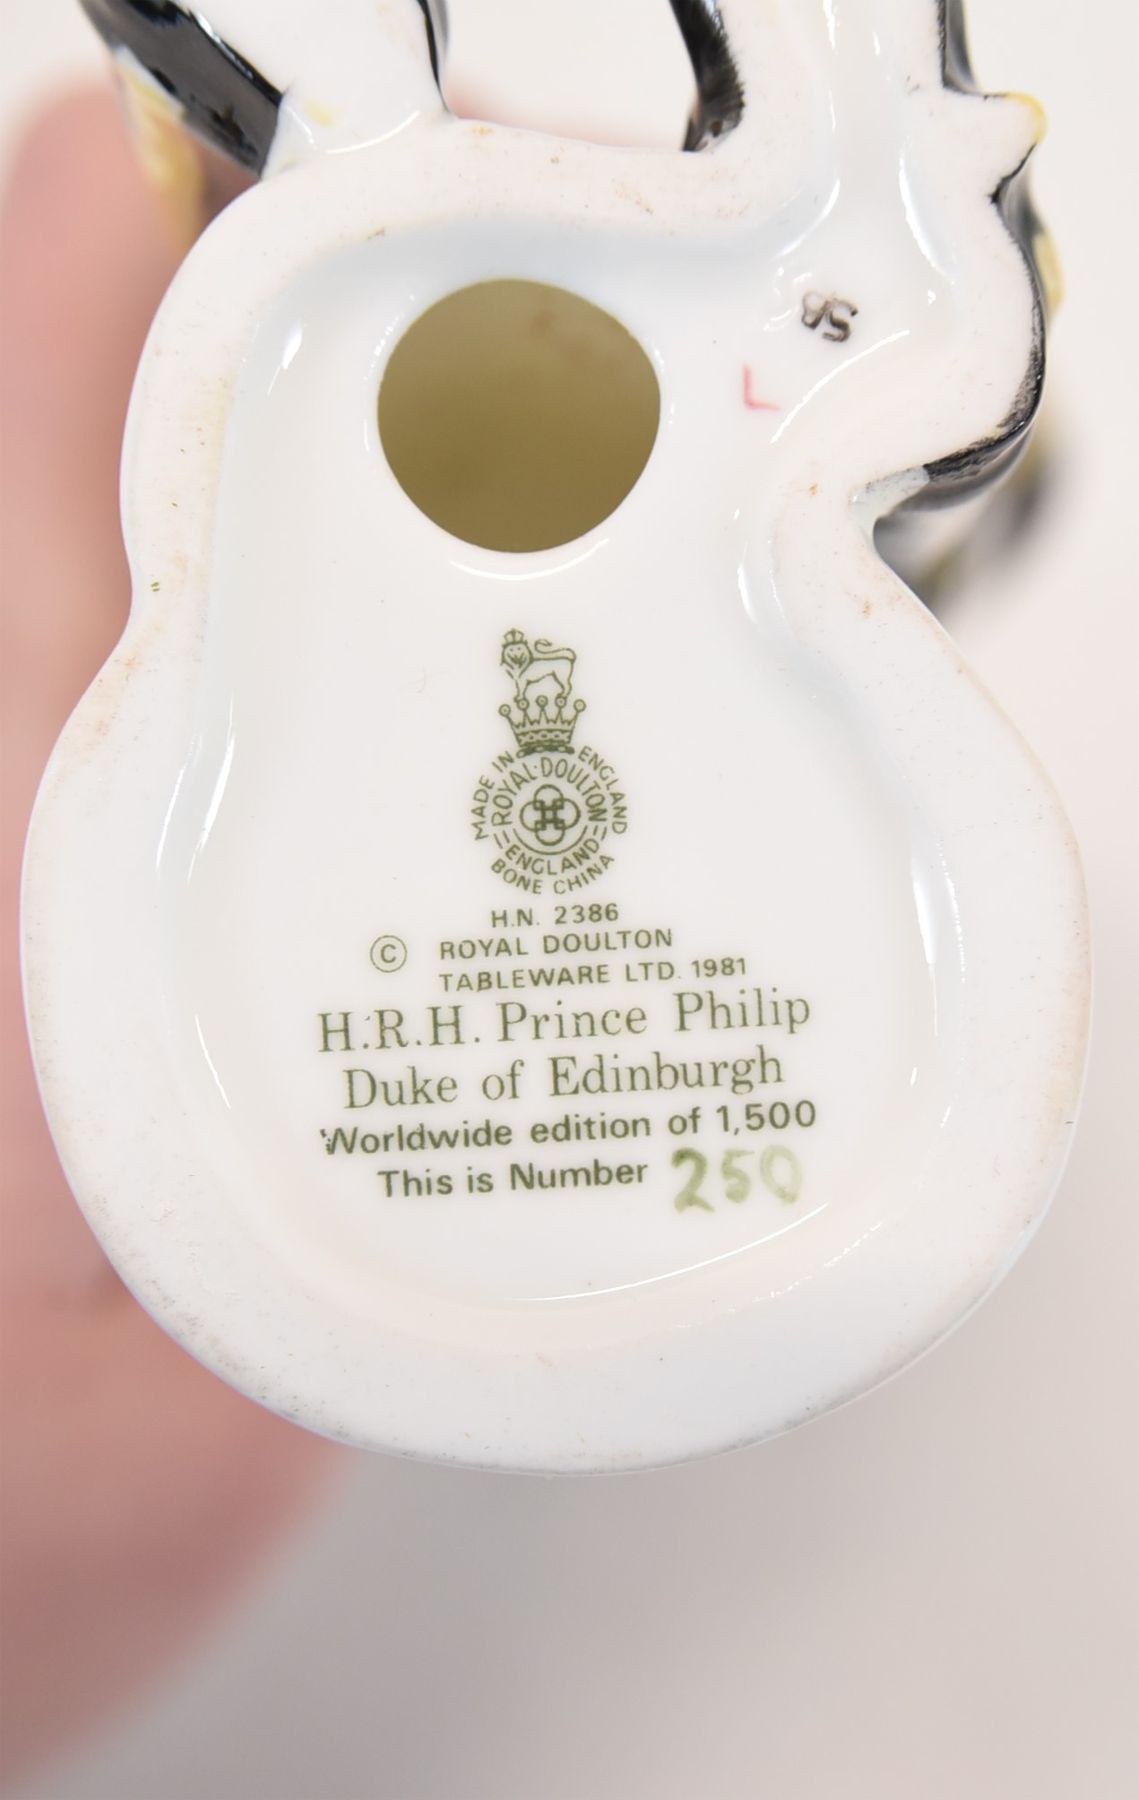 58
L
MADE IN ENGLAND
ROYAL·DOULTON
ENGLAND
BONE CHINA
H.N. 2386
© ROYAL DOULTON
TABLEWARE LTD. 1981
H.R.H. Prince Philip
Duke of Edinburgh
Worldwide edition of 1,500
This is Number 250